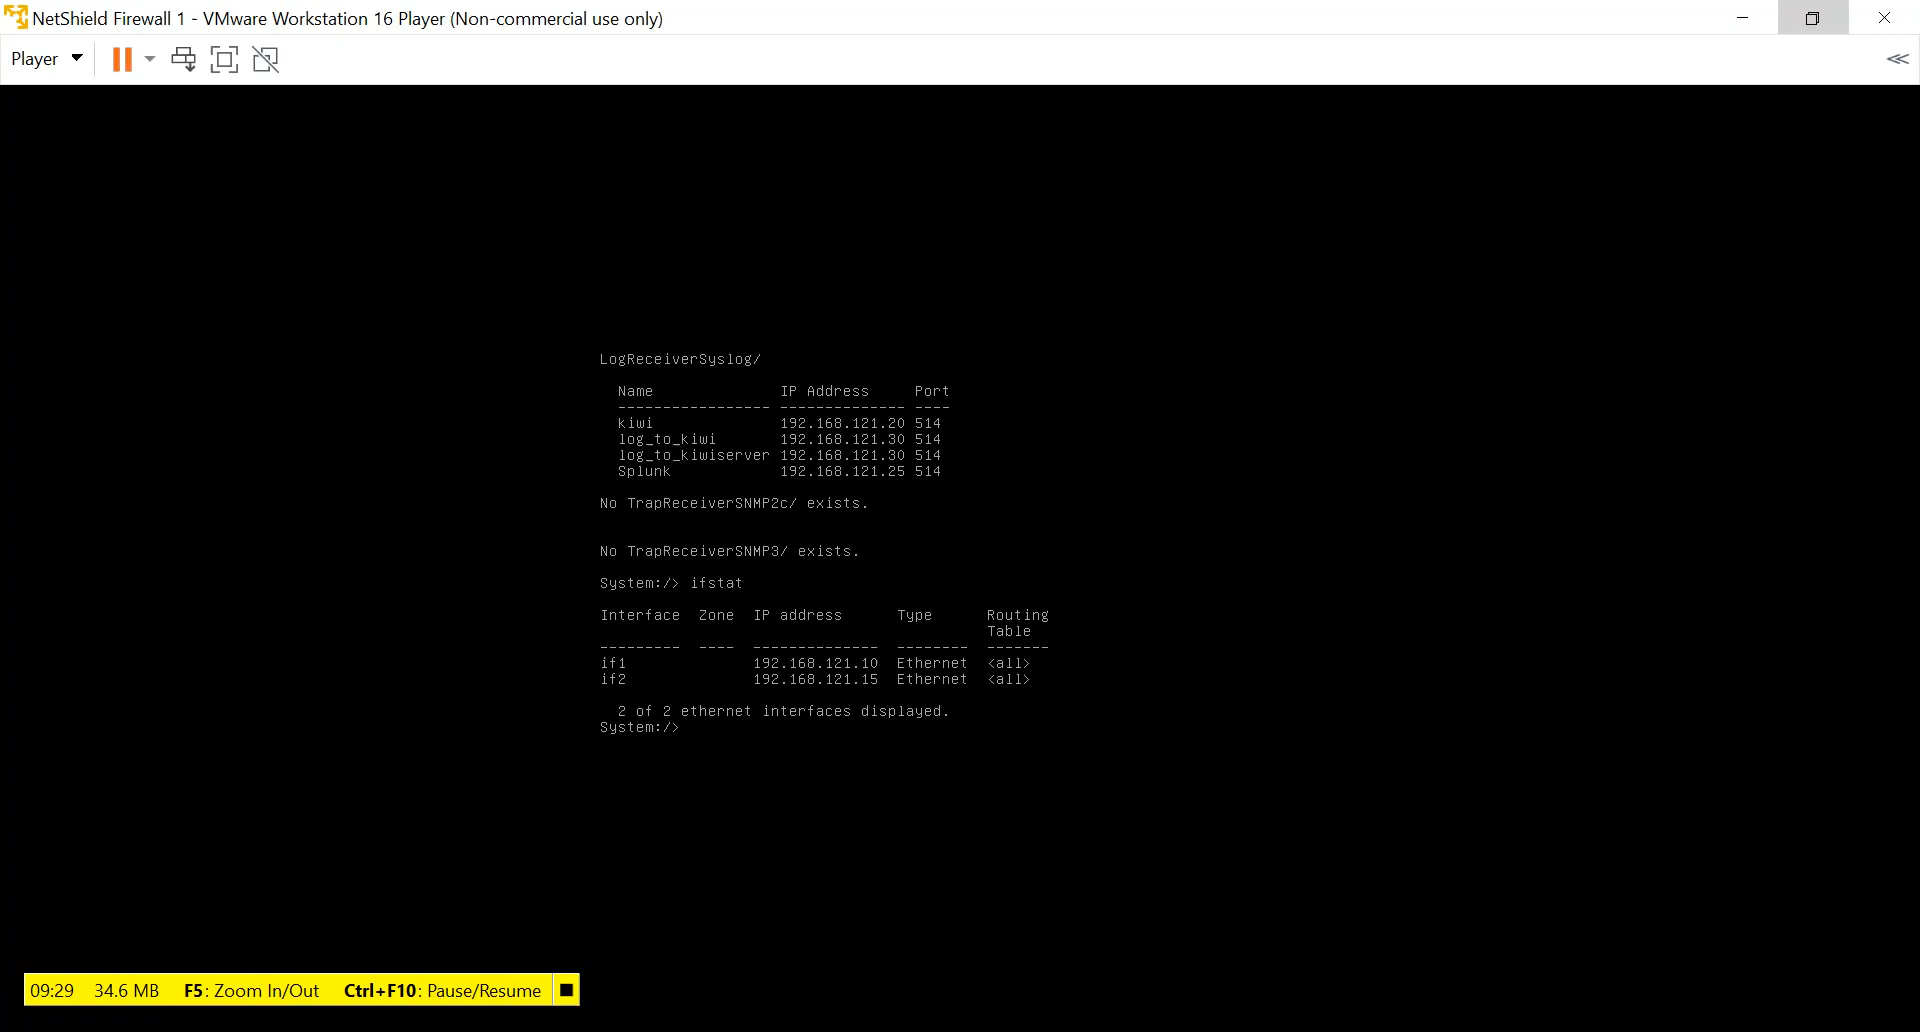 NetShield Firewall 1 - VMware Workstation 16 Player (Non-commercial use only)
Player
LogReceiverSyslog/
Name IP Address Port
----------------- -------------- ----
kiwi 192.168.121.20 514
log_to_kiwi 192.168.121.30 514
log_to_kiwiserver 192.168.121.30 514
Splunk 192.168.121.25 514
No TrapReceiverSNMP2c/ exists.
No TrapReceiverSNMP3/ exists.
System:/> ifstat
Interface Zone IP address Type Routing
Table
--------- ---- -------------- -------- -------
if1 192.168.121.10 Ethernet <all>
if2 192.168.121.15 Ethernet <all>
2 of 2 ethernet interfaces displayed.
System:/>
09:29 34.6 MB F5: Zoom In/Out Ctrl+F10: Pause/Resume